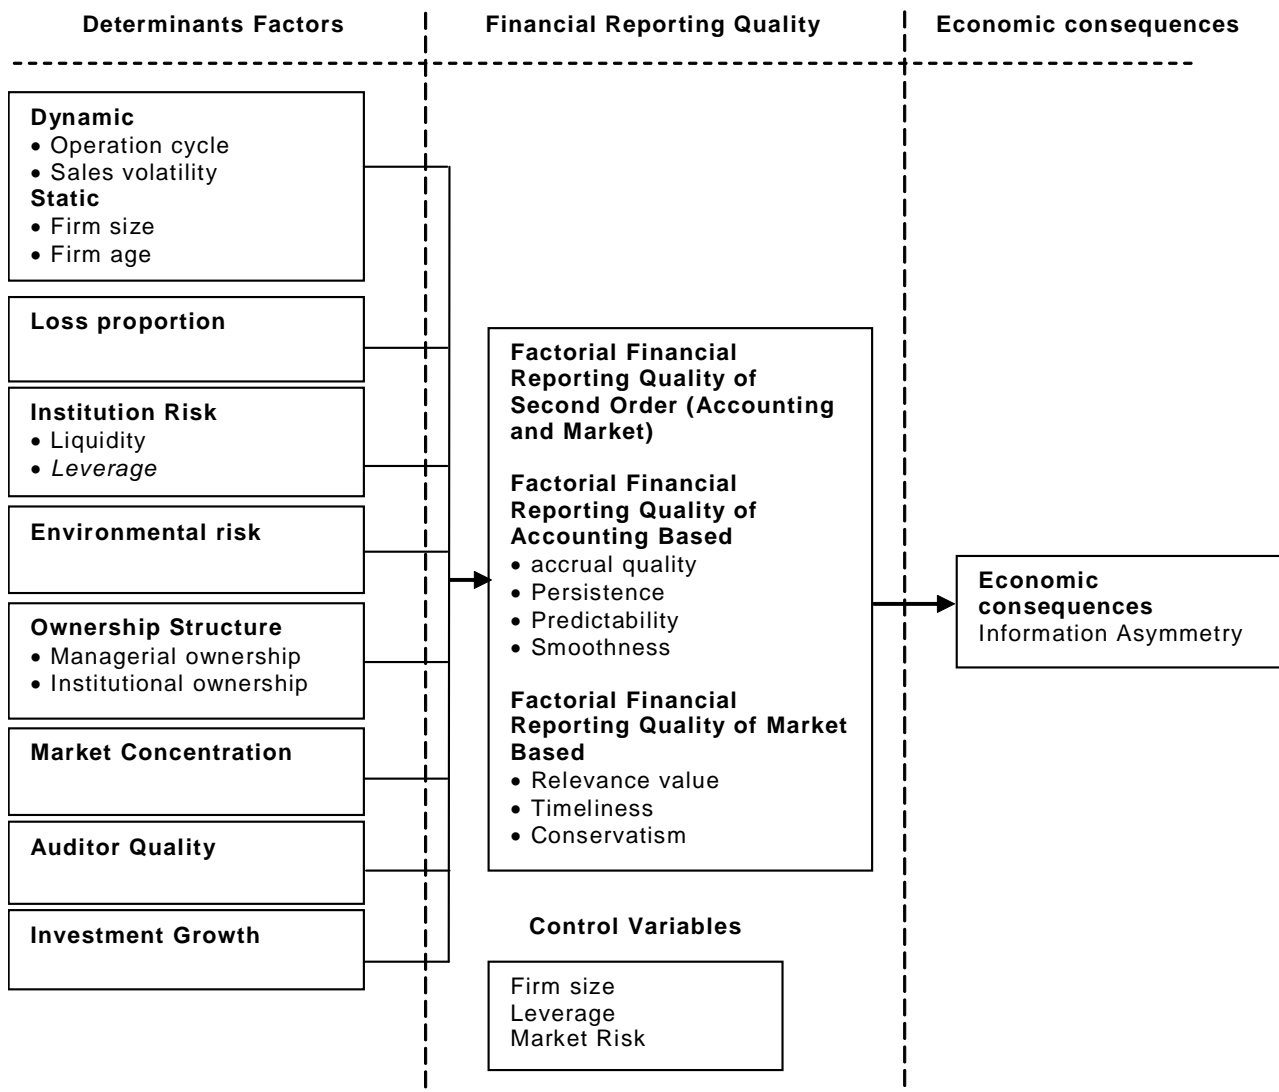 Determinants Factors
Financial Reporting Quality
Economic consequences
Dynamic
• Operation cycle
• Sales volatility
Static
• Firm size
• Firm age
Loss proportion
Institution Risk
• Liquidity
• Leverage
Environmental risk
Ownership Structure
• Managerial ownership
• Institutional ownership
Market Concentration
Auditor Quality
Investment Growth
Factorial Financial
Reporting Quality of
Second Order (Accounting
and Market)
Factorial Financial
Reporting Quality of
Accounting Based
• accrual quality
• Persistence
• Predictability
• Smoothness
Factorial Financial
Reporting Quality of Market
Based
• Relevance value
• Timeliness
• Conservatism
Control Variables
Firm size
Leverage
Market Risk
Economic
consequences
Information Asymmetry